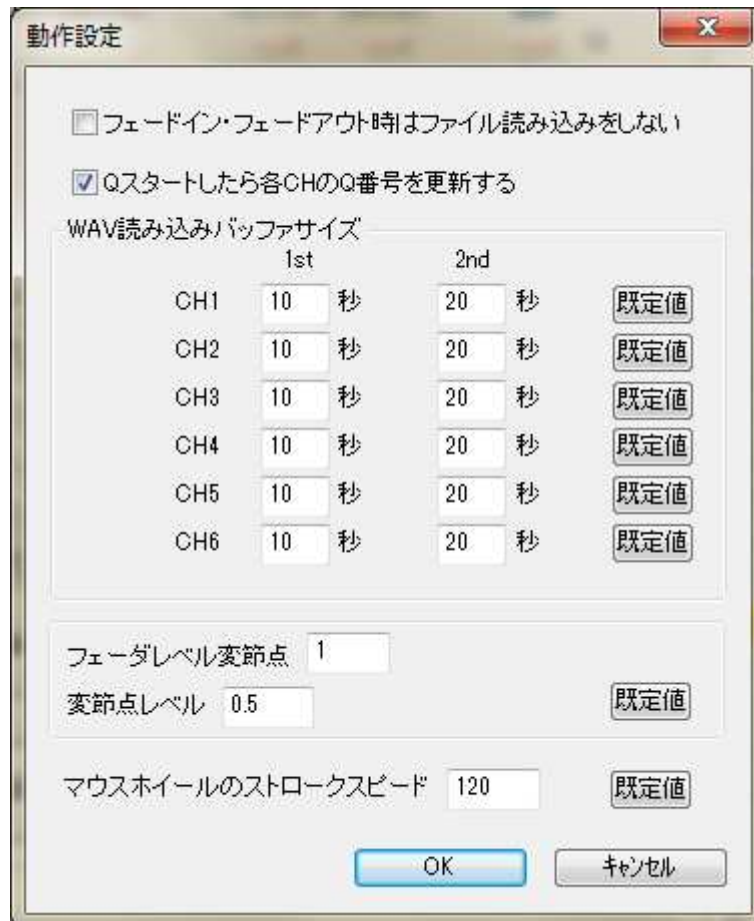 動作設定
フェードイン・フェードアウト時はファイル読み込みをしない
Qスタートしたら各CHのQ番号を更新する
WAV読み込みバッファサイズ
1st 2nd
CH1 10 秒 20 秒 既定値
CH2 10 秒 20 秒 既定値
CH3 10 秒 20 秒 既定値
CH4 10 秒 20 秒 既定値
CH5 10 秒 20 秒 既定値
CH6 10 秒 20 秒 既定値
フェーダレベル変節点 1
変節点レベル 0.5 既定値
マウスホイールのストロークスピード 120 既定値
OK キャンセル